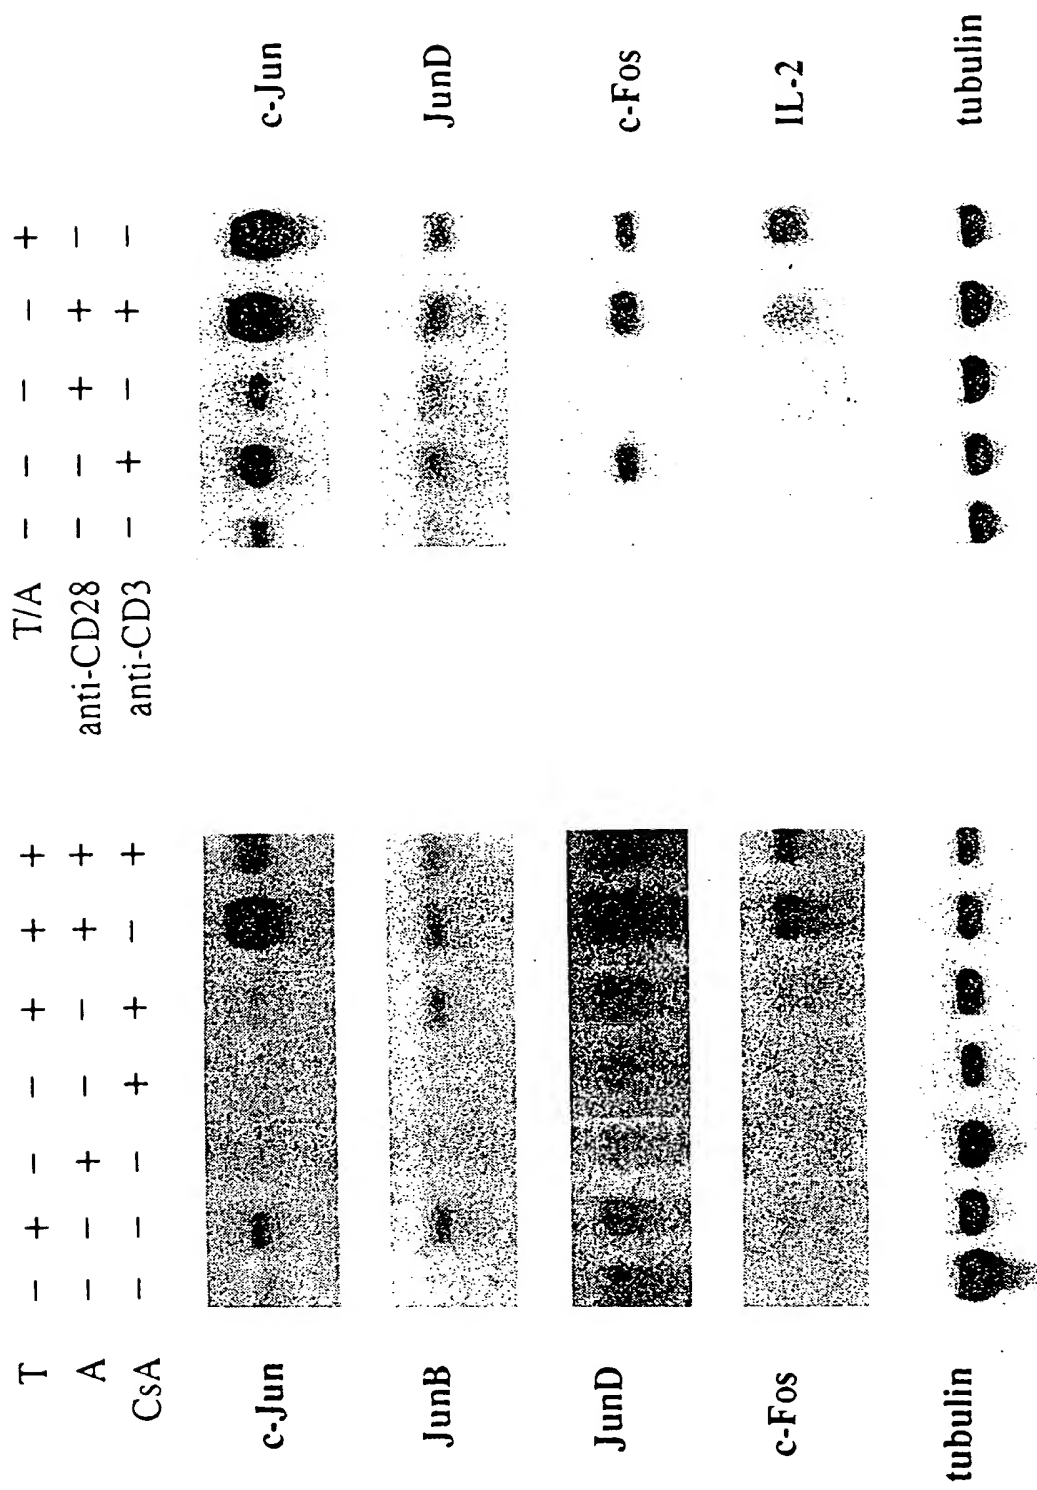 T − + − − + + +
A − − + − − + +
CsA − − − + + − +
c-Jun
JunB
JunD
c-Fos
tubulin
T/A − − − − +
anti-CD28 − − + + −
anti-CD3 − + − + −
c-Jun
JunD
c-Fos
IL-2
tubulin